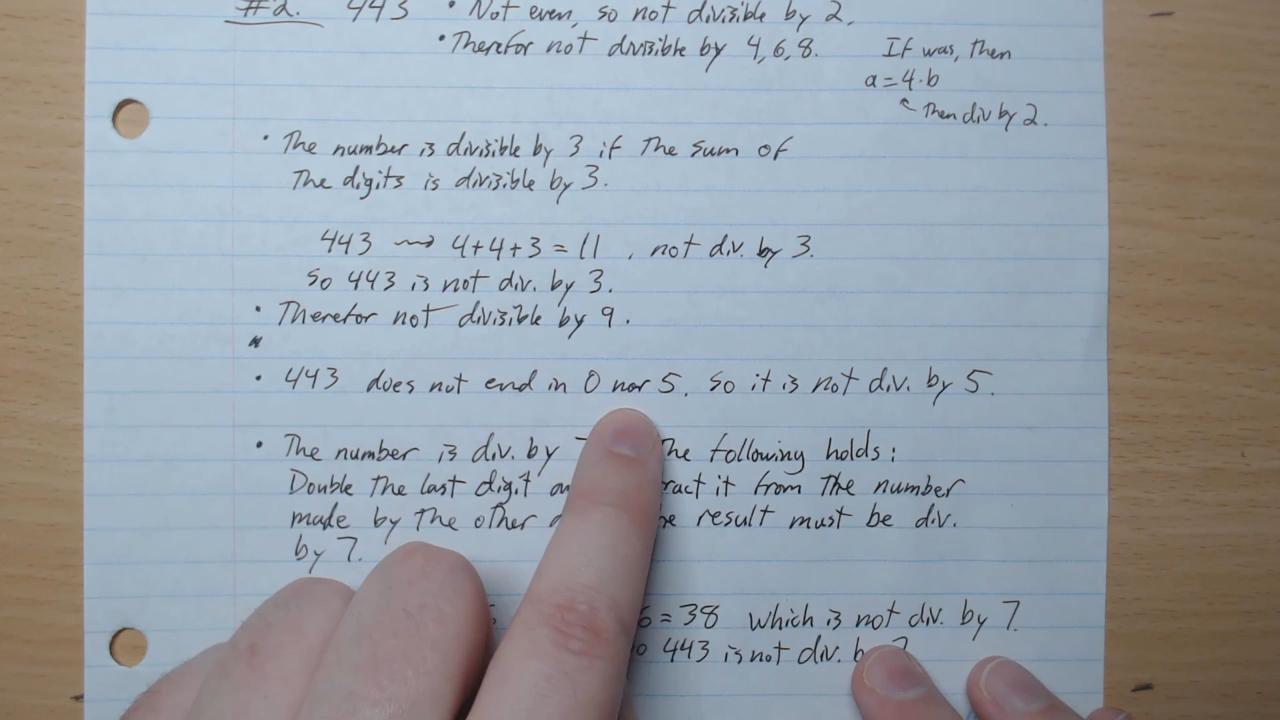 #2. 443 • Not even, so not divisible by 2.
• Therefor not divisible by 4, 6, 8.
If was, then
a = 4·b
Then div by 2.
• The number is divisible by 3 if the sum of
the digits is divisible by 3.
443 ⇝ 4+4+3 = 11, not div. by 3.
So 443 is not div. by 3.
• Therefor not divisible by 9.
• 443 does not end in 0 nor 5. So it is not div. by 5.
• The number is div. by the following holds:
Double the last digit it from the number
made by the other result must be div.
by 7.
= 38 which is not div. by 7.
443 is not div.